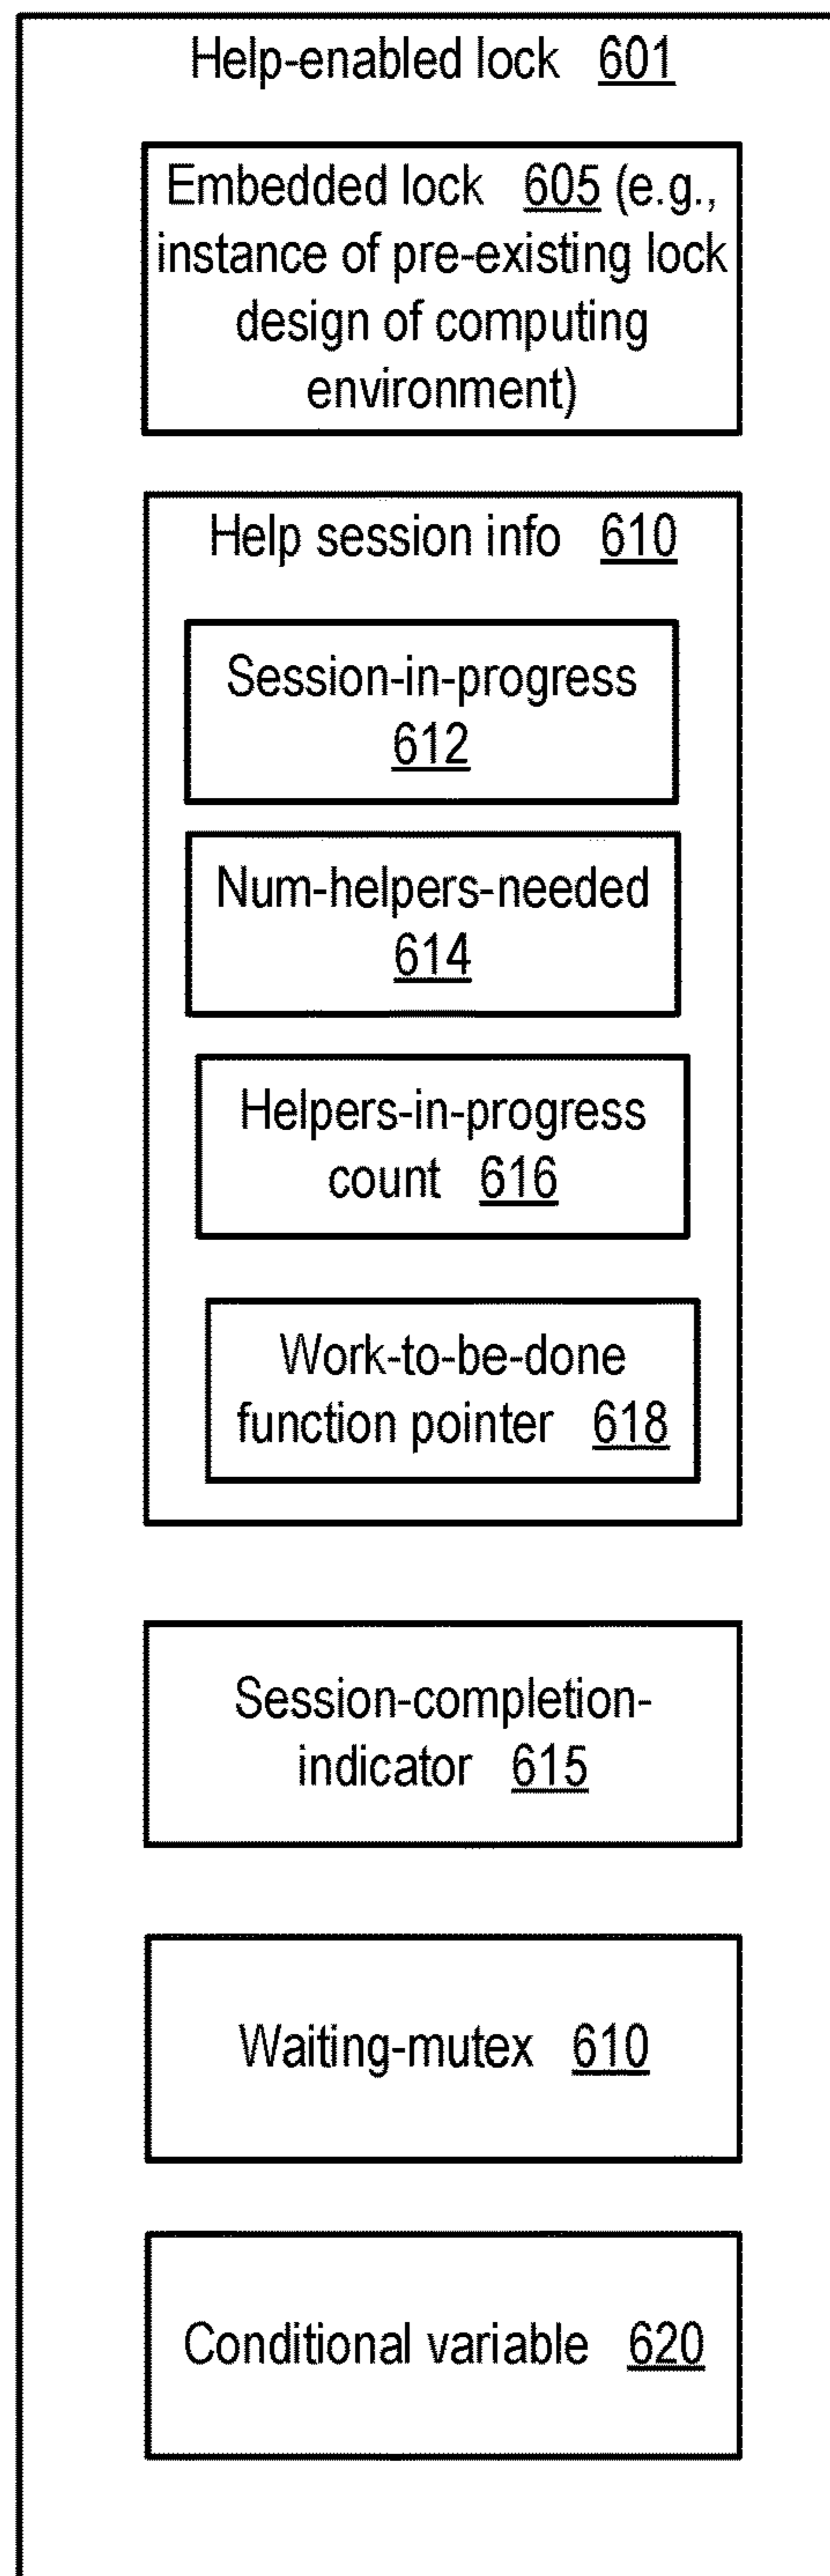 Help-enabled lock 601
Embedded lock 605 (e.g.,
instance of pre-existing lock
design of computing
environment)
Help session info 610
Session-in-progress
612
Num-helpers-needed
614
Helpers-in-progress
count 616
Work-to-be-done
function pointer 618
Session-completion-
indicator 615
Waiting-mutex 610
Conditional variable 620